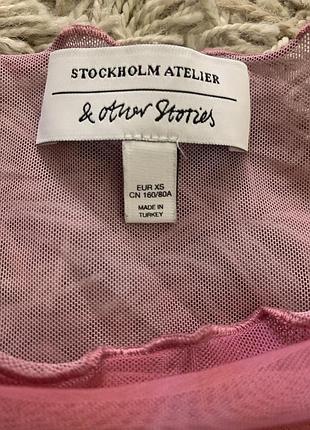 STOCKHOLM ATELIER
& other Stories
EUR XS
CN 160/80A
MADE IN
TURKEY